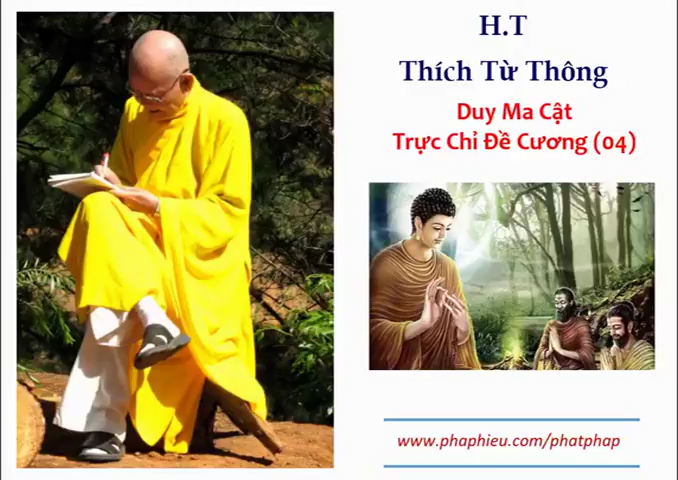 H.T
Thích Từ Thông
Duy Ma Cật
Trực Chỉ Đề Cương (04)
www.phaphieu.com/phatphap